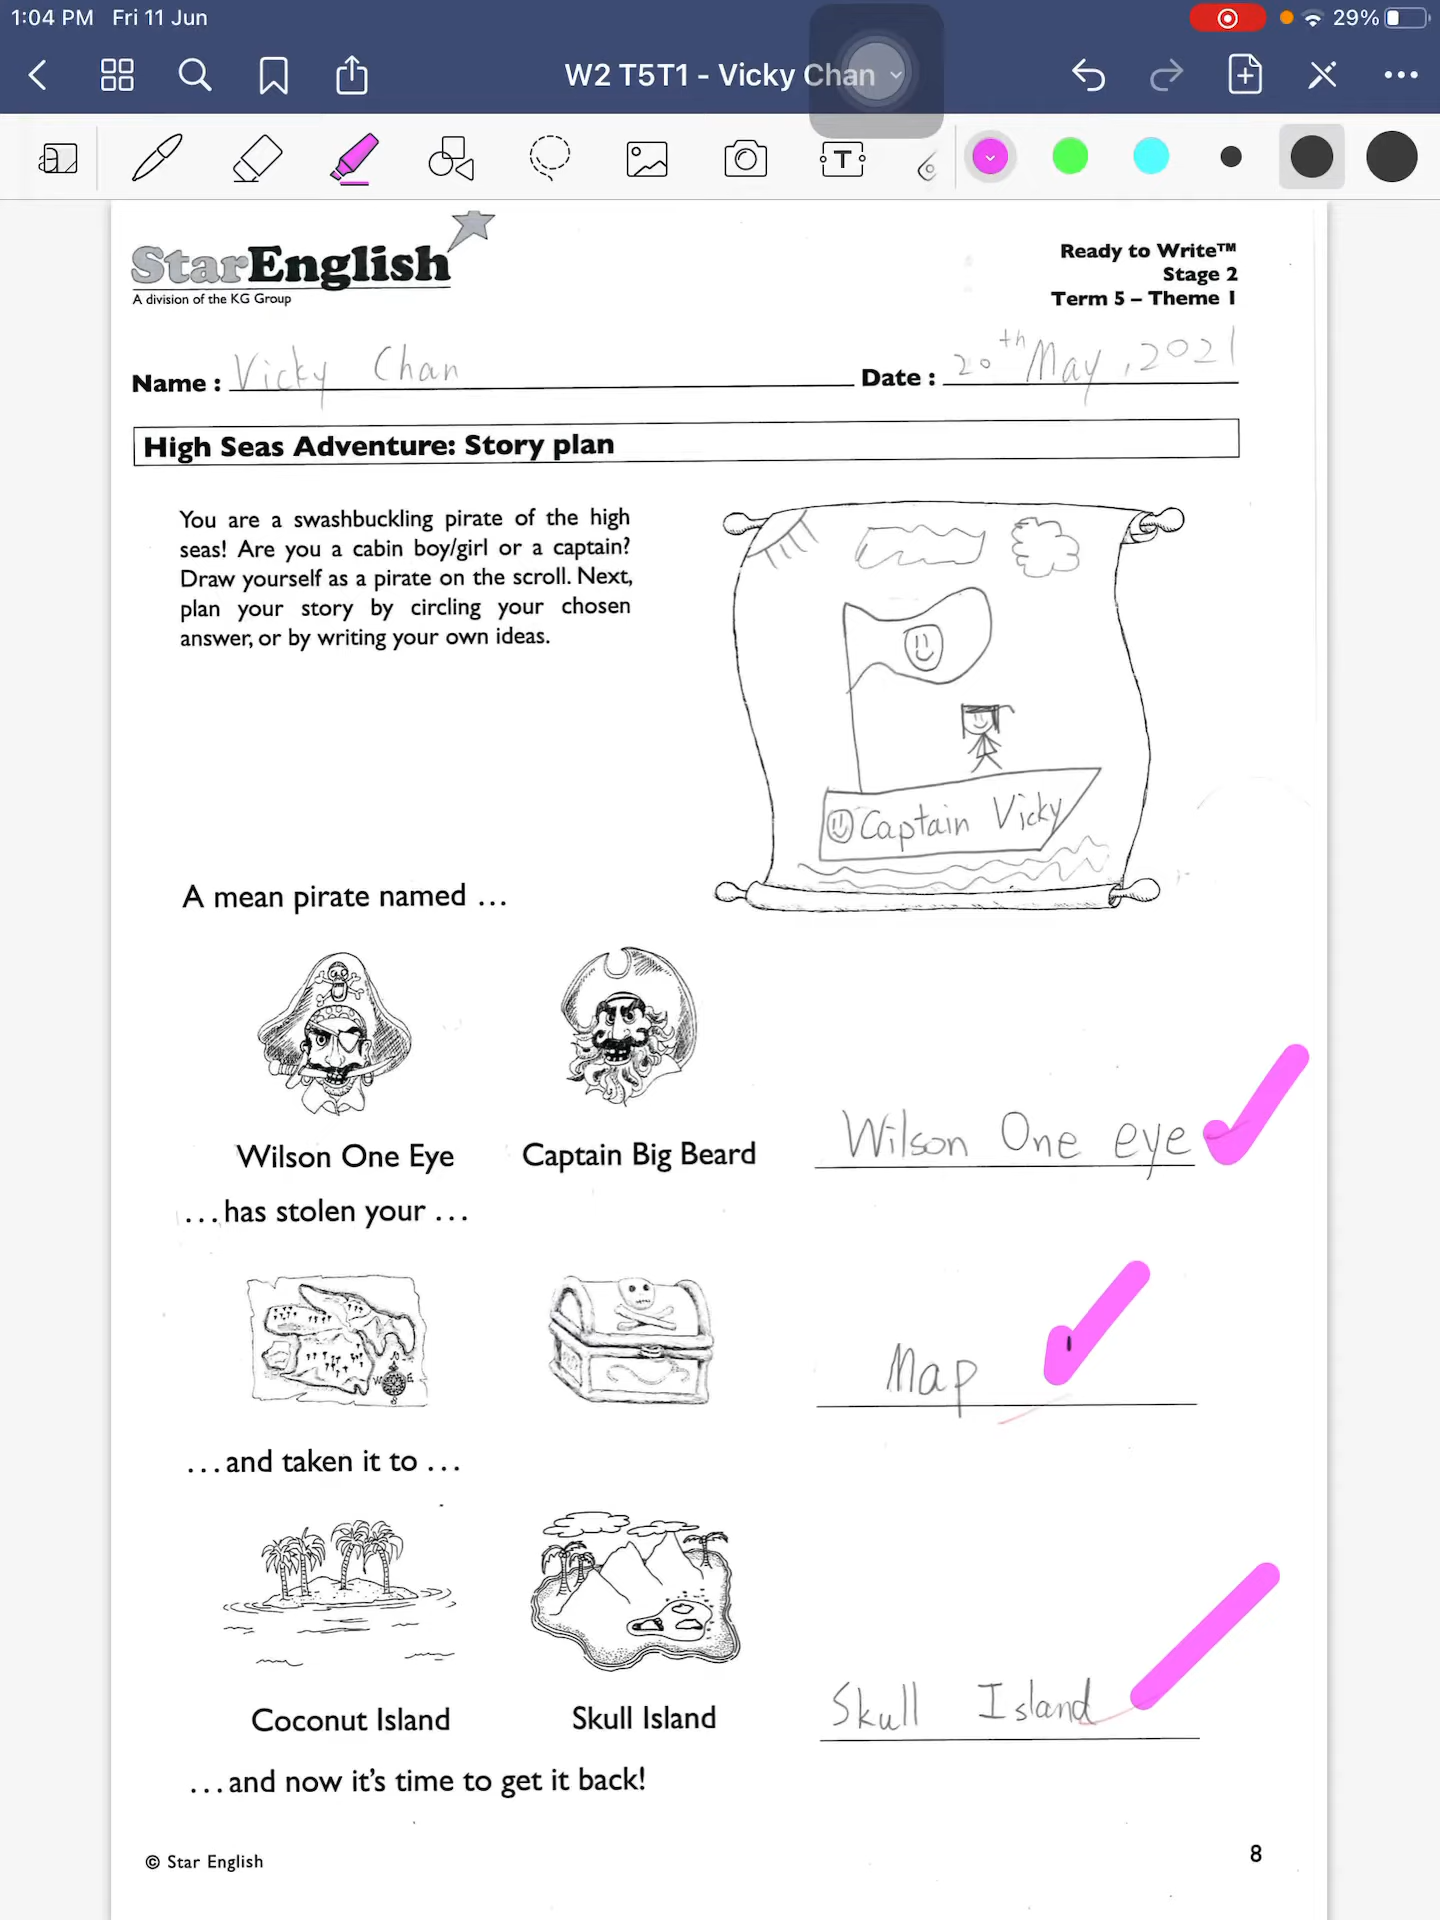 1:04 PM Fri 11 Jun
29%
W2 T5T1 - Vicky Chan
T
StarEnglish
A division of the KG Group
Ready to Write™
Stage 2
Term 5 – Theme 1
Name : Vicky Chan
Date : 20th May, 2021
High Seas Adventure: Story plan
You are a swashbuckling pirate of the high
seas! Are you a cabin boy/girl or a captain?
Draw yourself as a pirate on the scroll. Next,
plan your story by circling your chosen
answer, or by writing your own ideas.
Captain Vicky
A mean pirate named ...
Wilson One Eye
Captain Big Beard
Wilson One eye
...has stolen your ...
W E
S
Map
...and taken it to ...
Coconut Island
Skull Island
Skull Island
...and now it's time to get it back!
© Star English
8